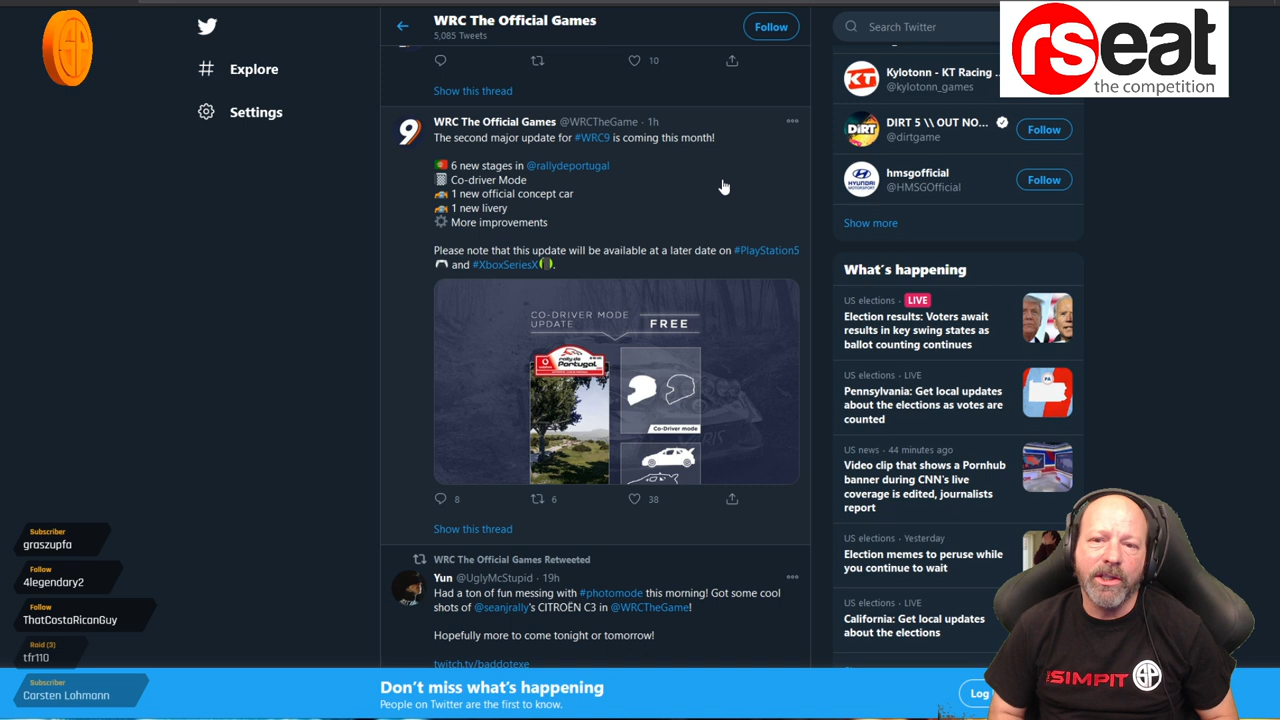 WRC The Official Games
5,085 Tweets
Follow
Search Twitter
rseat
the competition
Explore
Settings
10
Show this thread
WRC The Official Games @WRCTheGame · 1h
The second major update for #WRC9 is coming this month!
6 new stages in @rallydeportugal
Co-driver Mode
1 new official concept car
1 new livery
More improvements
Please note that this update will be available at a later date on #PlayStation5
and #XboxSeriesX.
CO-DRIVER MODE
UPDATE
FREE
rally de
Portugal
Co-Driver mode
8
6
38
Show this thread
WRC The Official Games Retweeted
Yun @UglyMcStupid · 19h
Had a ton of fun messing with #photomode this morning! Got some cool
shots of @seanjrally's CITROËN C3 in @WRCTheGame!
Hopefully more to come tonight or tomorrow!
twitch.tv/baddotexe
Kylotonn - KT Racing ...
@kylotonn_games
DIRT 5 \\ OUT NO...
@dirtgame
Follow
hmsgofficial
@HMSGOfficial
Follow
Show more
What's happening
US elections · LIVE
Election results: Voters await
results in key swing states as
ballot counting continues
US elections · LIVE
Pennsylvania: Get local updates
about the elections as votes are
counted
US news · 44 minutes ago
Video clip that shows a Pornhub
banner during CNN's live
coverage is edited, journalists
report
US elections · Yesterday
Election memes to peruse while
you continue to wait
US elections · LIVE
California: Get local updates
about the elections
Subscriber
graszupfa
Follow
4legendary2
Follow
ThatCostaRicanGuy
Raid (3)
tfr110
Subscriber
Carsten Lohmann
Don't miss what's happening
People on Twitter are the first to know.
Log
THE SIMPIT